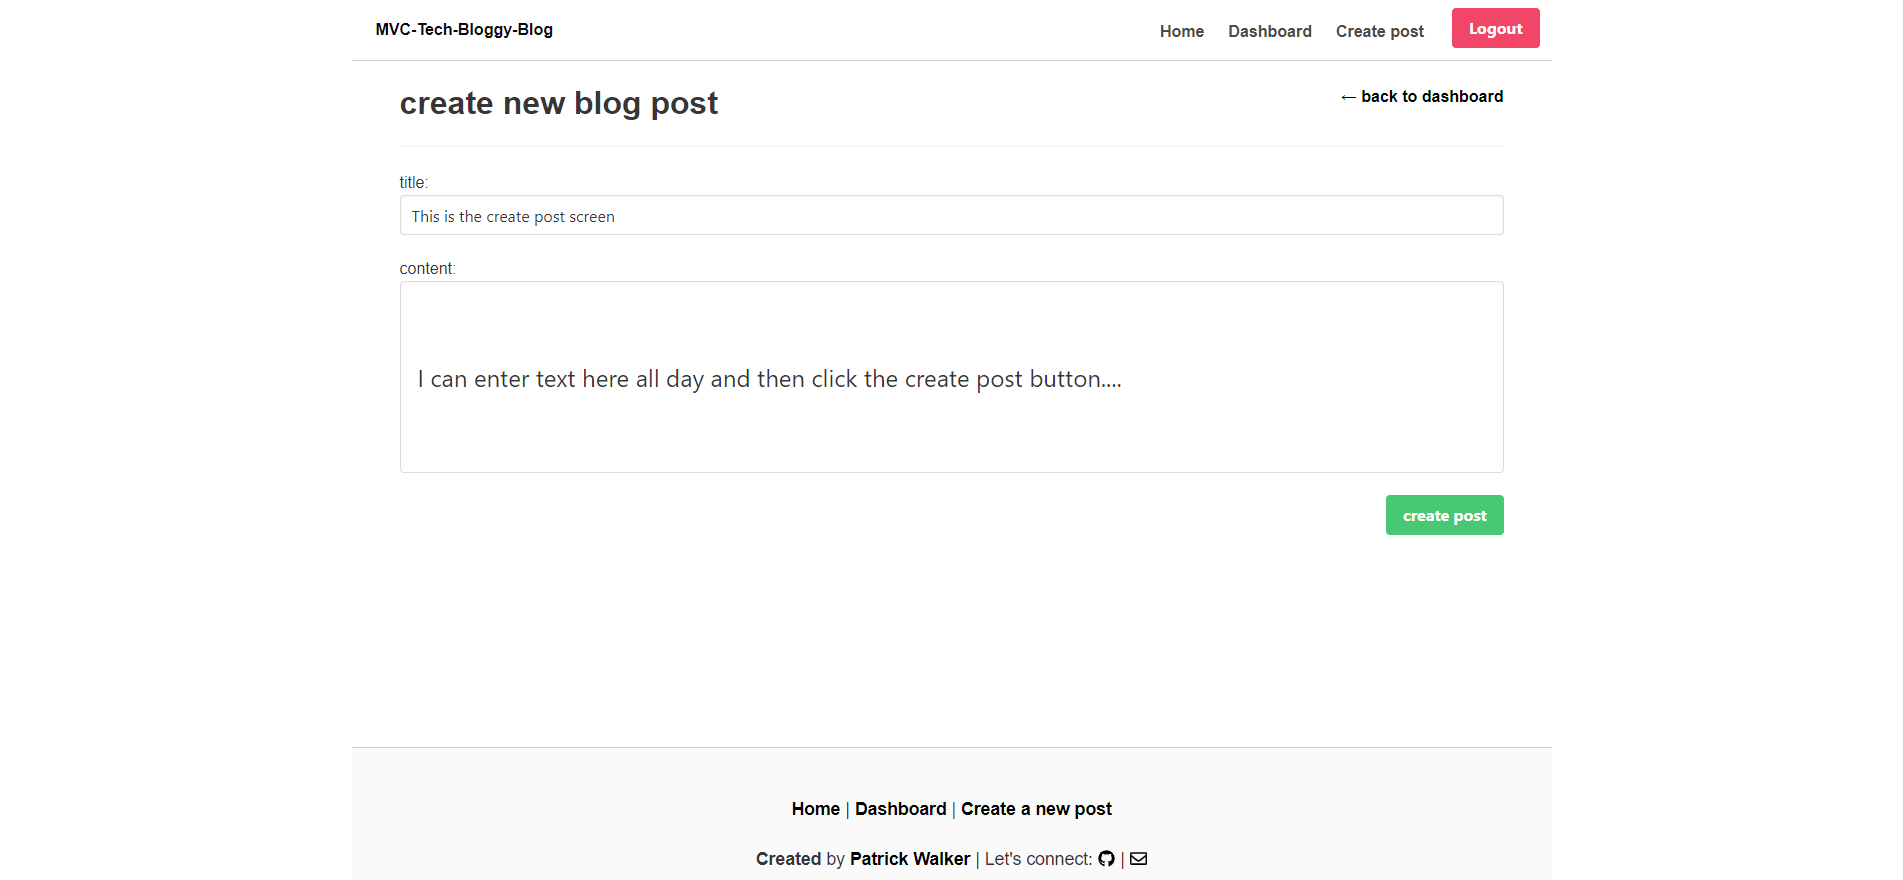 MVC-Tech-Bloggy-Blog Home Dashboard Create post Logout
create new blog post ← back to dashboard
title:
This is the create post screen
content:
I can enter text here all day and then click the create post button....
create post
Home | Dashboard | Create a new post
Created by Patrick Walker | Let's connect: |